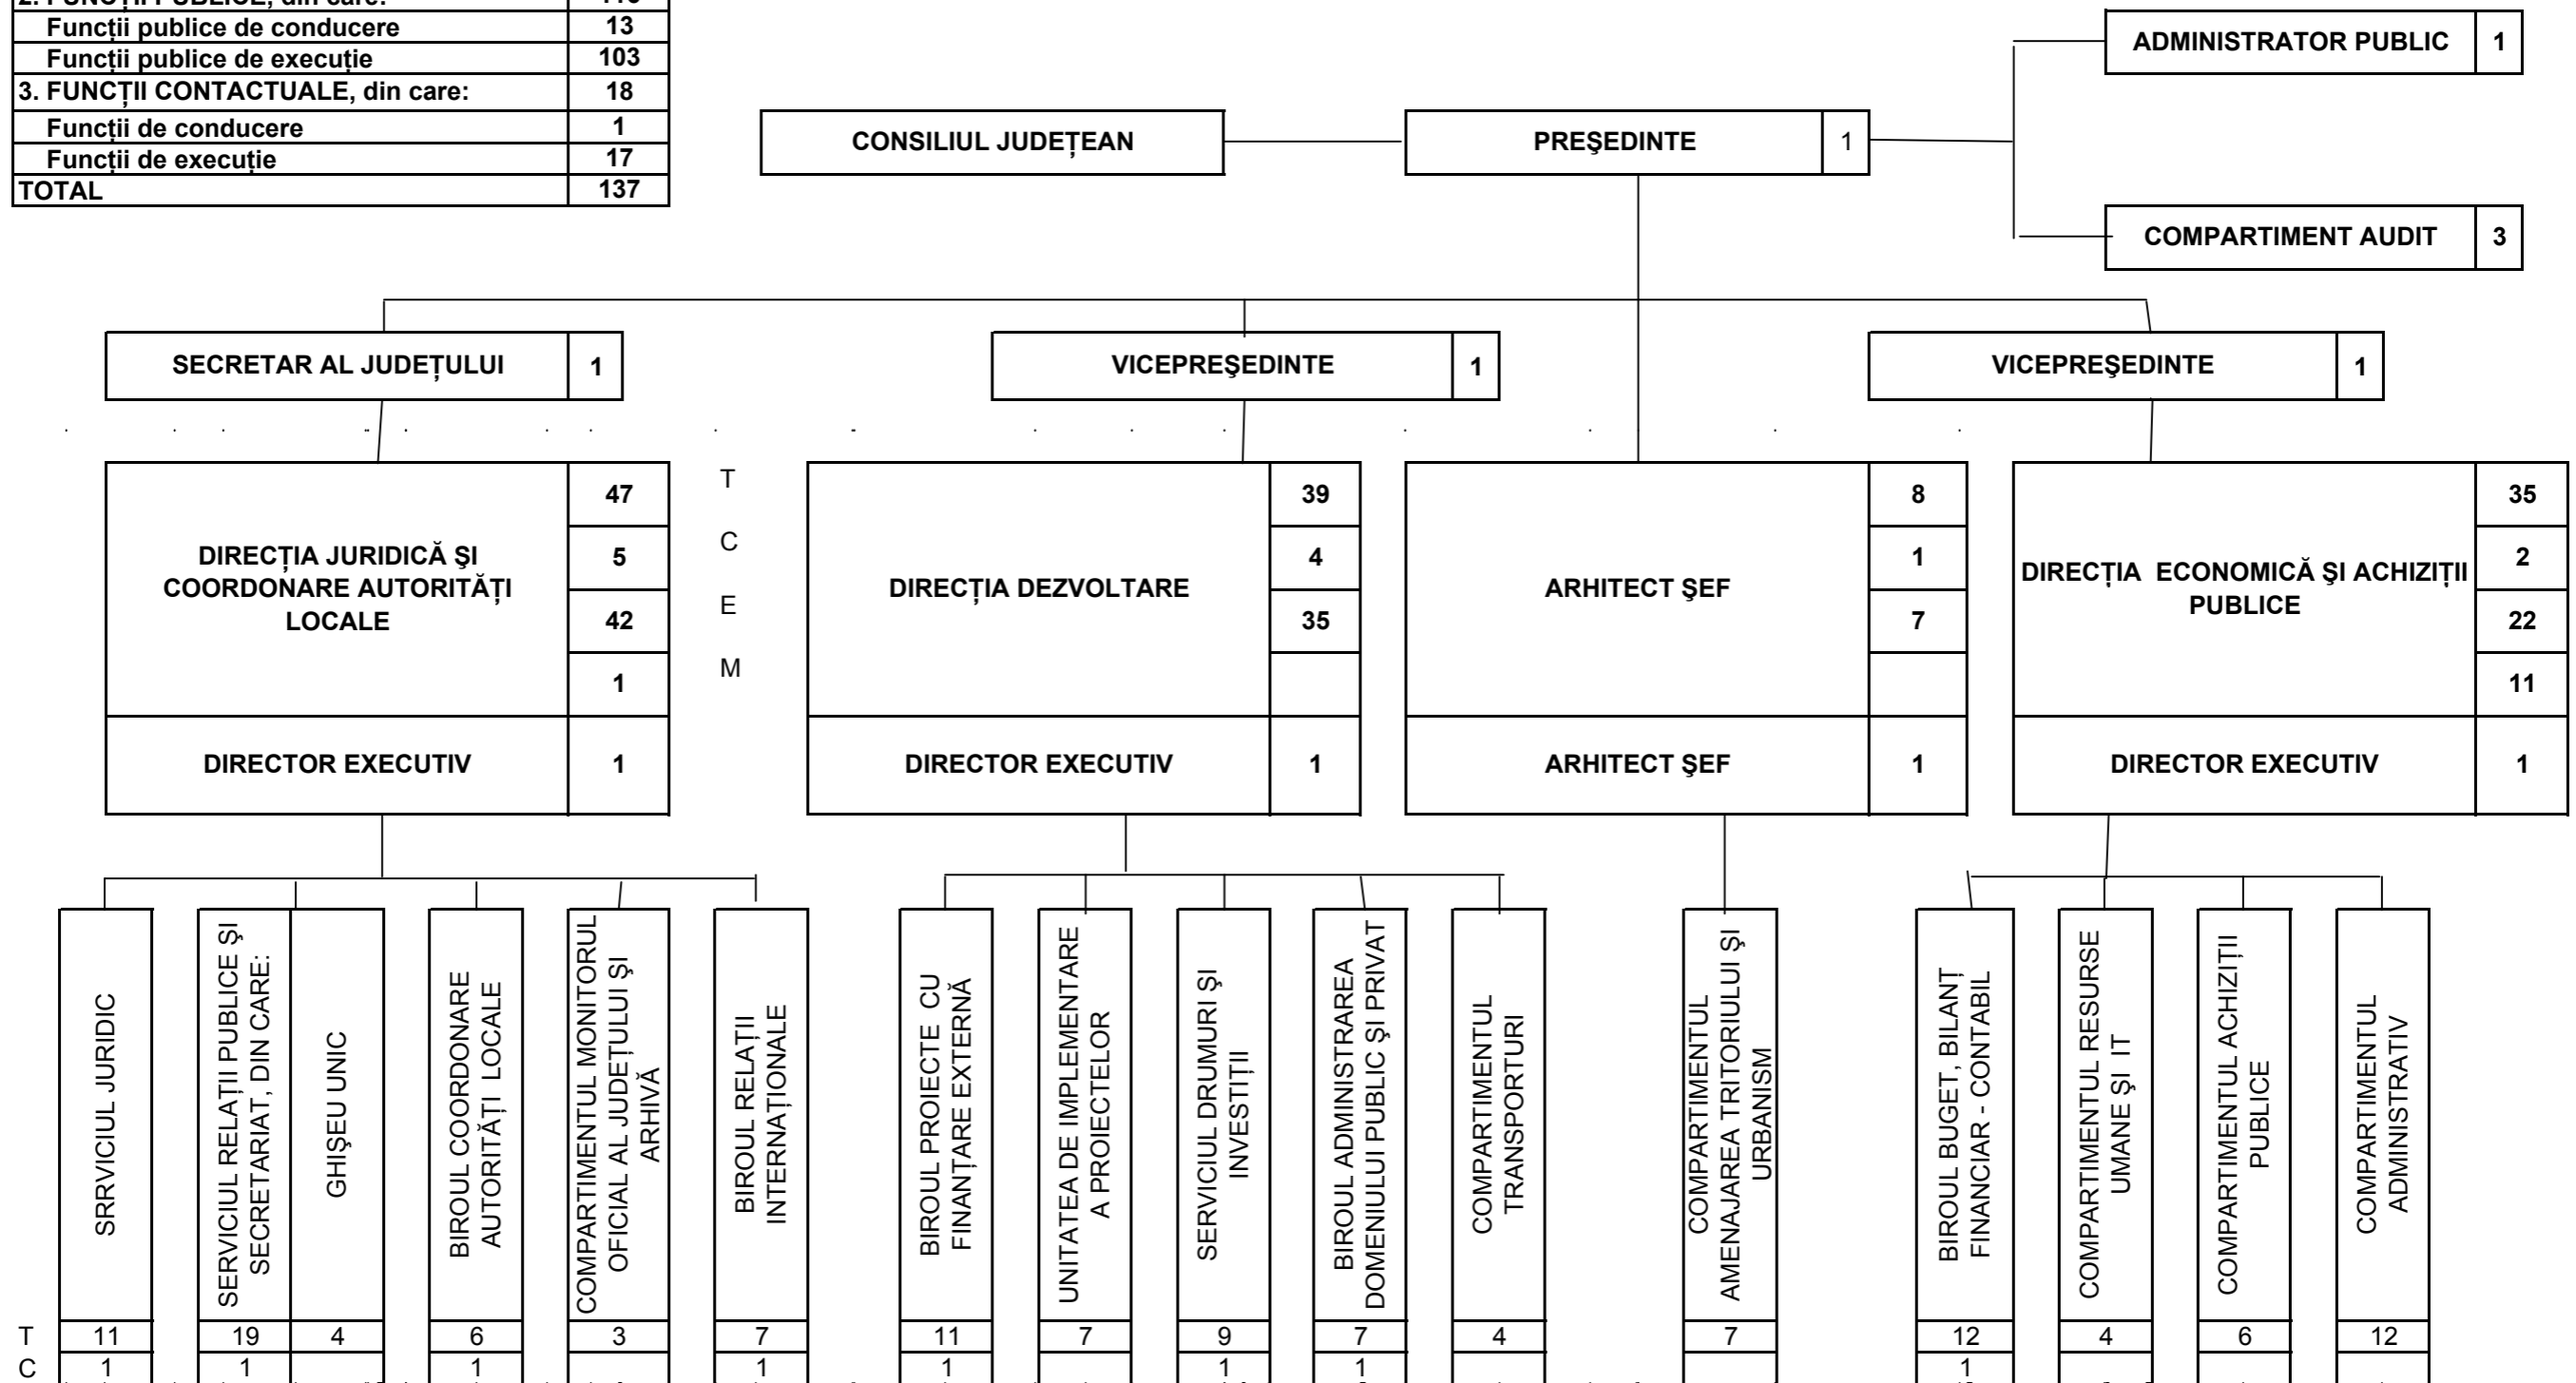 2. FUNCȚII PUBLICE, din care: 116
Funcții publice de conducere 13
Funcții publice de execuție 103
3. FUNCȚII CONTACTUALE, din care: 18
Funcții de conducere 1
Funcții de execuție 17
TOTAL 137
ADMINISTRATOR PUBLIC 1
CONSILIUL JUDEȚEAN
PREŞEDINTE 1
COMPARTIMENT AUDIT 3
SECRETAR AL JUDEȚULUI 1
VICEPREŞEDINTE 1
VICEPREŞEDINTE 1
DIRECȚIA JURIDICĂ ŞI
COORDONARE AUTORITĂȚI
LOCALE
47
5
42
1
DIRECTOR EXECUTIV 1
T
C
E
M
DIRECȚIA DEZVOLTARE
39
4
35
DIRECTOR EXECUTIV 1
ARHITECT ŞEF
8
1
7
ARHITECT ŞEF 1
DIRECȚIA ECONOMICĂ ŞI ACHIZIȚII
PUBLICE
35
2
22
11
DIRECTOR EXECUTIV 1
SRRVICIUL JURIDIC
SERVICIUL RELAȚII PUBLICE ŞI
SECRETARIAT, DIN CARE:
GHIŞEU UNIC
BIROUL COORDONARE
AUTORITĂȚI LOCALE
COMPARTIMENTUL MONITORUL
OFICIAL AL JUDEȚULUI ŞI
ARHIVĂ
BIROUL RELAȚII
INTERNAȚIONALE
BIROUL PROIECTE CU
FINANȚARE EXTERNĂ
UNITATEA DE IMPLEMENTARE
A PROIECTELOR
SERVICIUL DRUMURI ŞI
INVESTIȚII
BIROUL ADMINISTRAREA
DOMENIULUI PUBLIC ŞI PRIVAT
COMPARTIMENTUL
TRANSPORTURI
COMPARTIMENTUL
AMENAJAREA TRITORIULUI ŞI
URBANISM
BIROUL BUGET, BILANȚ
FINANCIAR - CONTABIL
COMPARTIMENTUL RESURSE
UMANE ŞI IT
COMPARTIMENTUL ACHIZIȚII
PUBLICE
COMPARTIMENTUL
ADMINISTRATIV
T 11 19 4 6 3 7 11 7 9 7 4 7 12 4 6 12
C 1 1 1 1 1 1 1 1